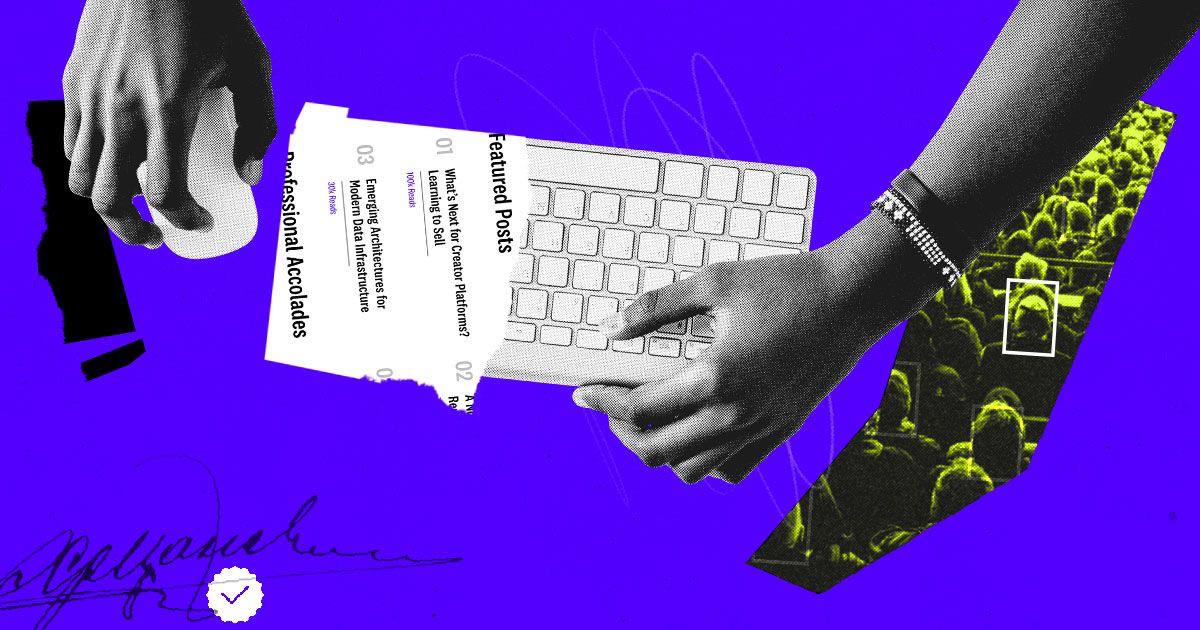 Featured Posts
01
What's Next for Creator Platforms?
Learning to Sell
100k Reads
02
03
Emerging Architectures for
Modern Data Infrastructure
30k Reads
Professional Accolades